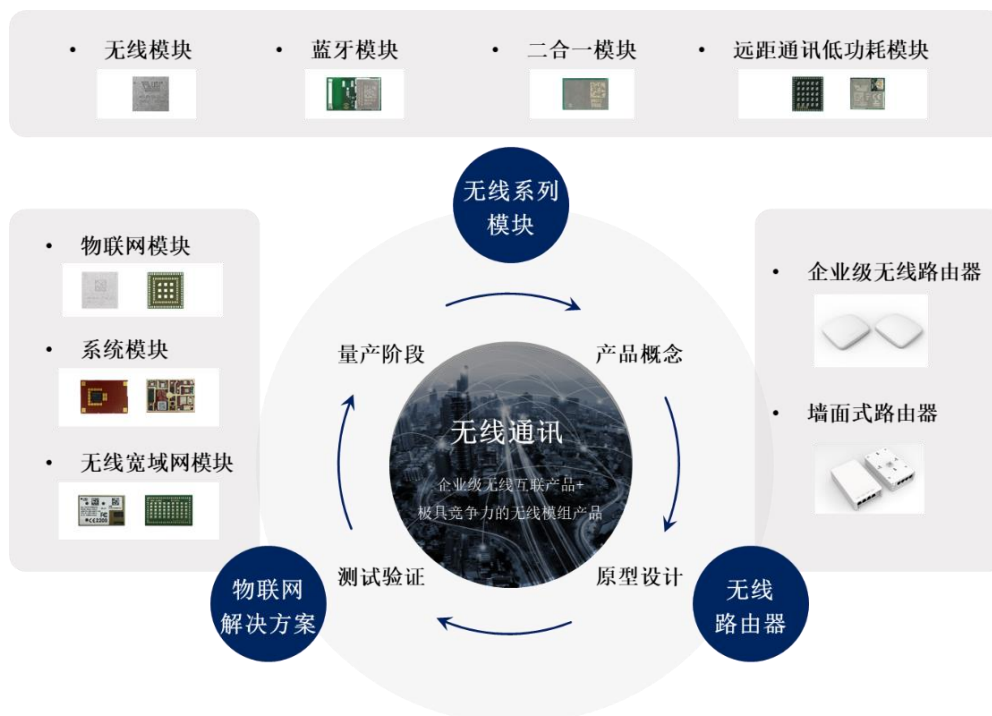 • 无线模块
• 蓝牙模块
• 二合一模块
• 远距通讯低功耗模块
无线系列
模块
• 物联网模块
• 系统模块
• 无线宽域网模块
• 企业级无线路由器
• 墙面式路由器
量产阶段
产品概念
无线通讯
企业级无线互联产品+
极具竞争力的无线模组产品
测试验证
原型设计
物联网
解决方案
无线
路由器